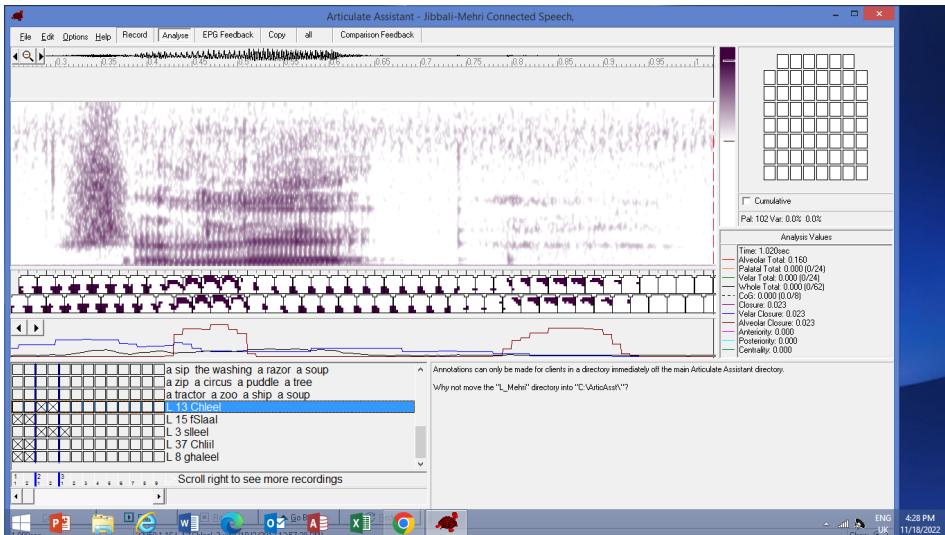 Articulate Assistant - Jibbali-Mehri Connected Speech,
File Edit Options Help Record Analyse EPG Feedback Copy all Comparison Feedback
0.3 0.35 0.4 0.45 0.5 0.6 0.65 0.7 0.75 0.8 0.85 0.9 0.95 1
Cumulative
Pal: 102 Var: 0.0% 0.0%
Analysis Values
Time: 1.020sec
Alveolar Total: 0.160
Palatal Total: 0.000 (0/24)
Velar Total: 0.000 (0/24)
Whole Total: 0.000 (0/62)
CoG: 0.000 (0.0/8)
Closure: 0.023
Velar Closure: 0.023
Alveolar Closure: 0.023
Anteriority: 0.000
Posteriority: 0.000
Centrality: 0.000
a sip the washing a razor a soup
a zip a circus a puddle a tree
a tractor a zoo a ship a soup
L 13 Chleel
L 15 fSlaal
L 3 slleel
L 37 Chliil
L 8 ghaleel
Annotations can only be made for clients in a directory immediately off the main Articulate Assistant directory.
Why not move the "L_Mehri" directory into "C:\ArticAsst\"?
Scroll right to see more recordings
ENG
UK
4:28 PM
11/18/2022